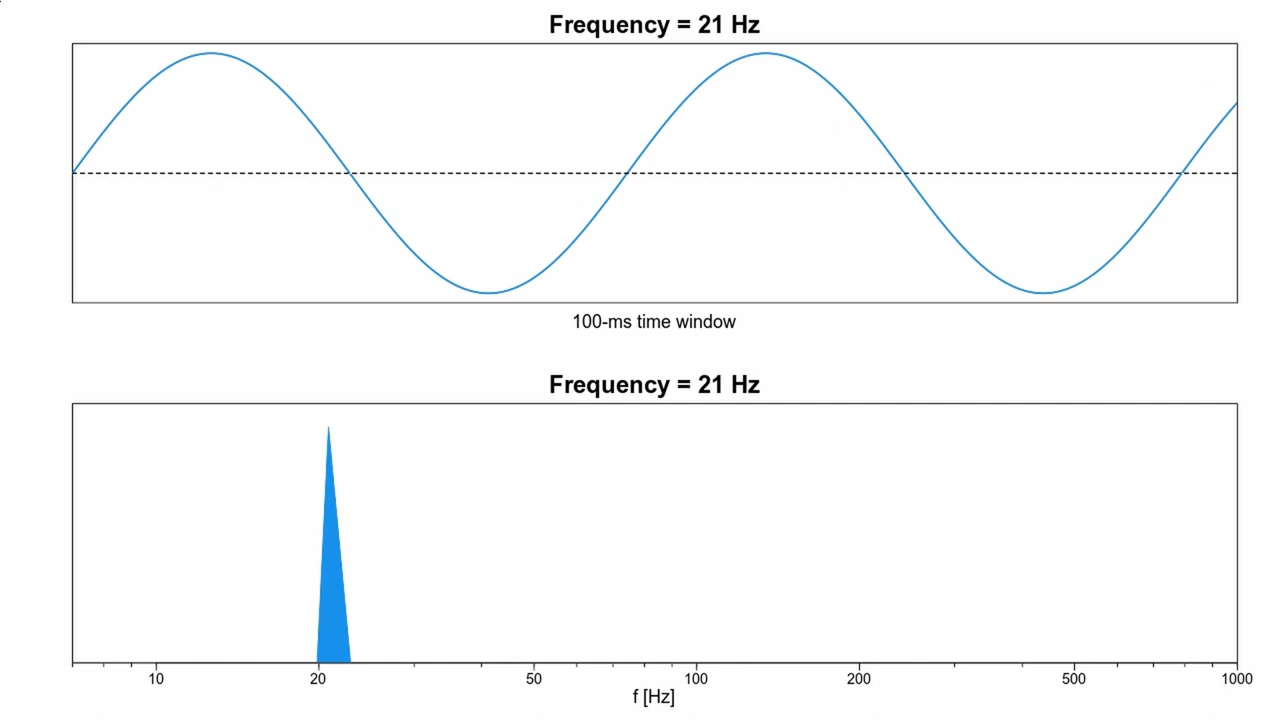 Frequency = 21 Hz
100-ms time window
Frequency = 21 Hz
10 20 50 100 200 500 1000
f [Hz]